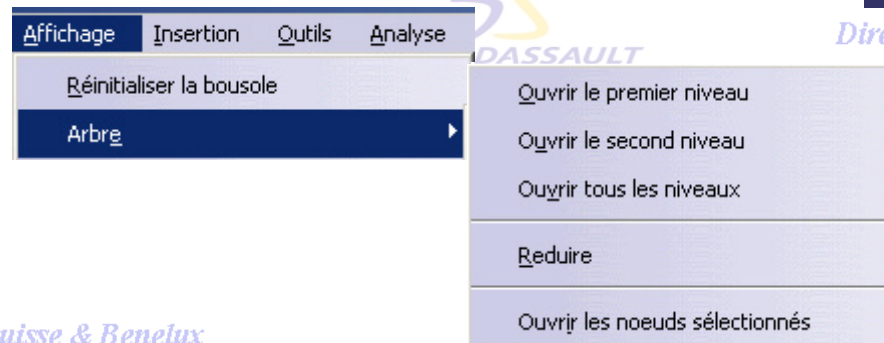 Affichage Insertion Outils Analyse
DASSAULT
Réinitialiser la bousole
Arbre
Ouvrir le premier niveau
Ouvrir le second niveau
Ouvrir tous les niveaux
Reduire
Ouvrir les noeuds sélectionnés
uisse & Benelux